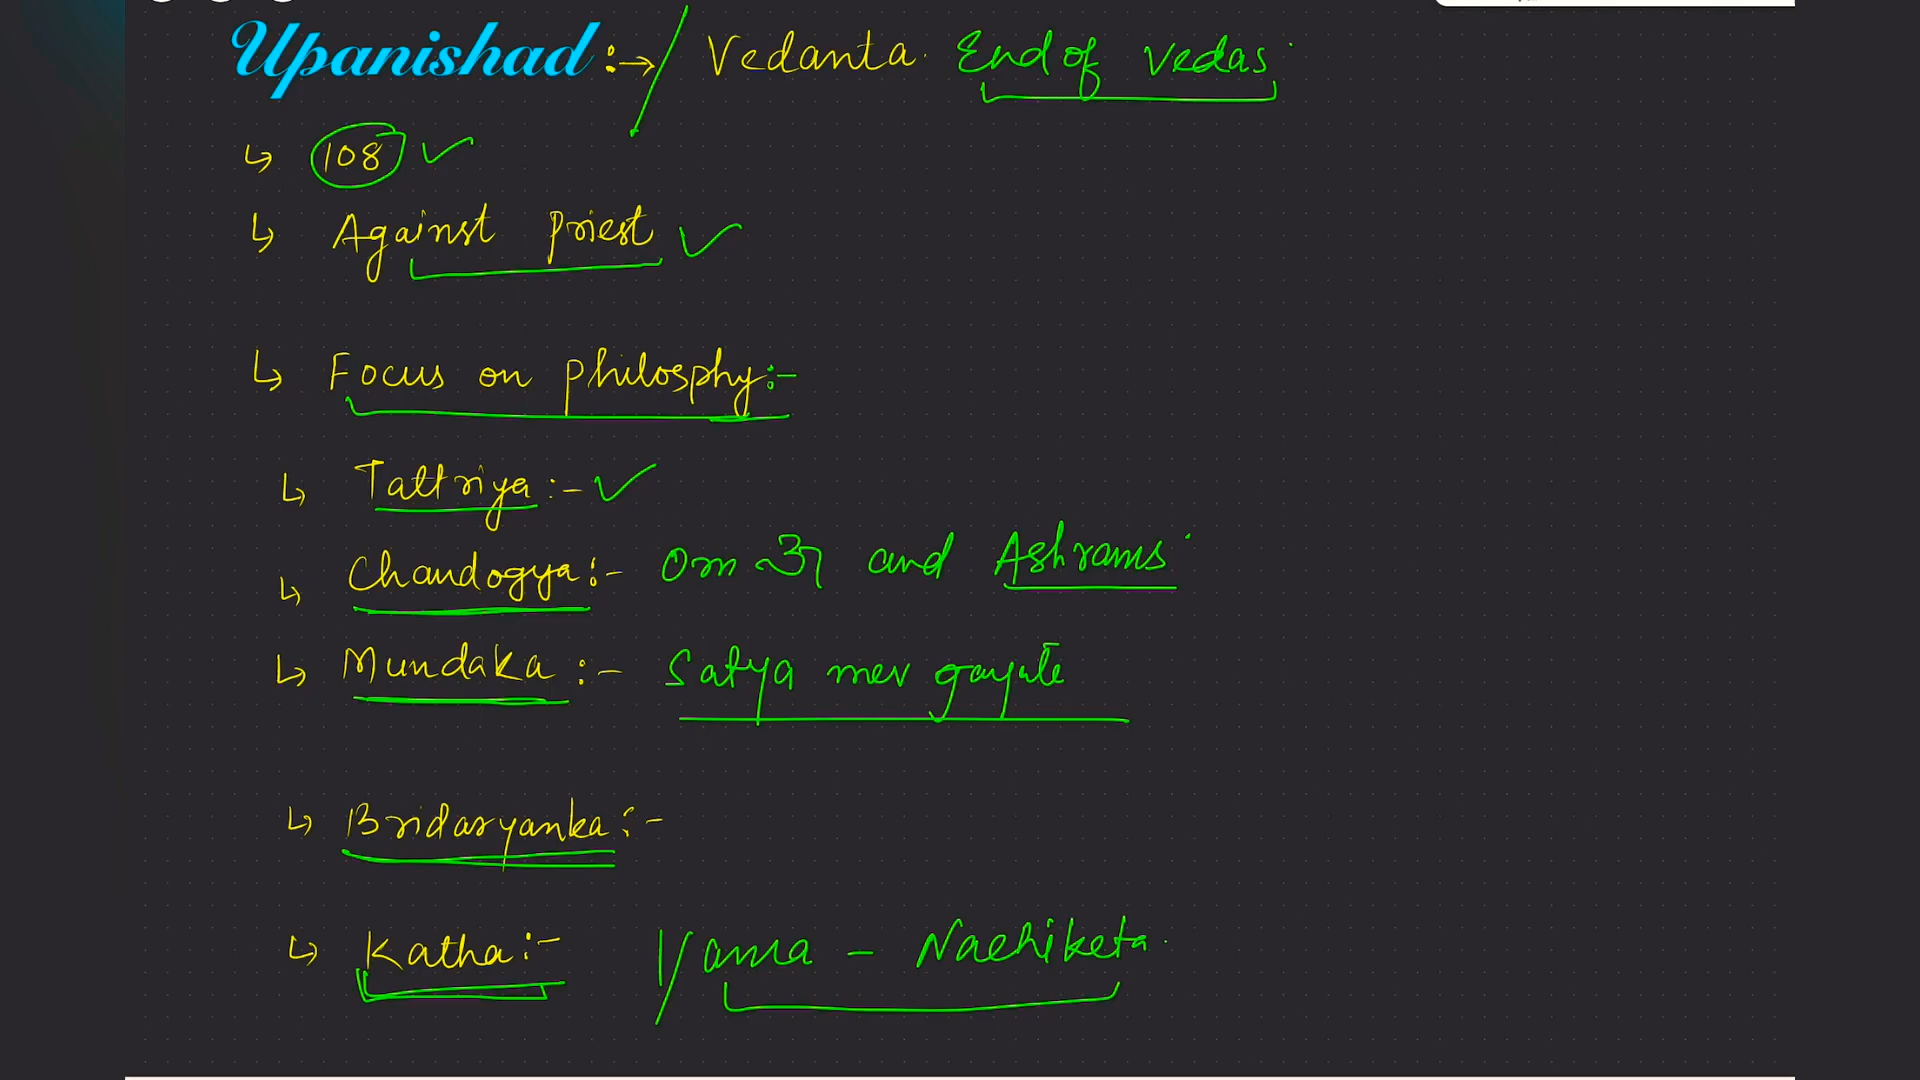 Upanishad :→ Vedanta. End of Vedas.
↳ 108 ✓
↳ Against Priest ✓
↳ Focus on Philosphy:-
↳ Tattriya :- ✓
↳ Chandogya :- Om and Ashrams
↳ Mundaka :- Satya mev gayate
↳ Bridaryanka :-
↳ Katha :- Yama - Nachiketa.